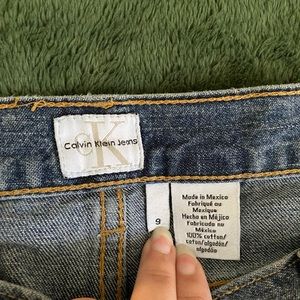 CK
Calvin Klein Jeans
9
Made in Mexico
Fabriqué au
Mexique
Hecho en Méjico
Fabricado au
México
100% cotton/
coton/algodón/
algodão